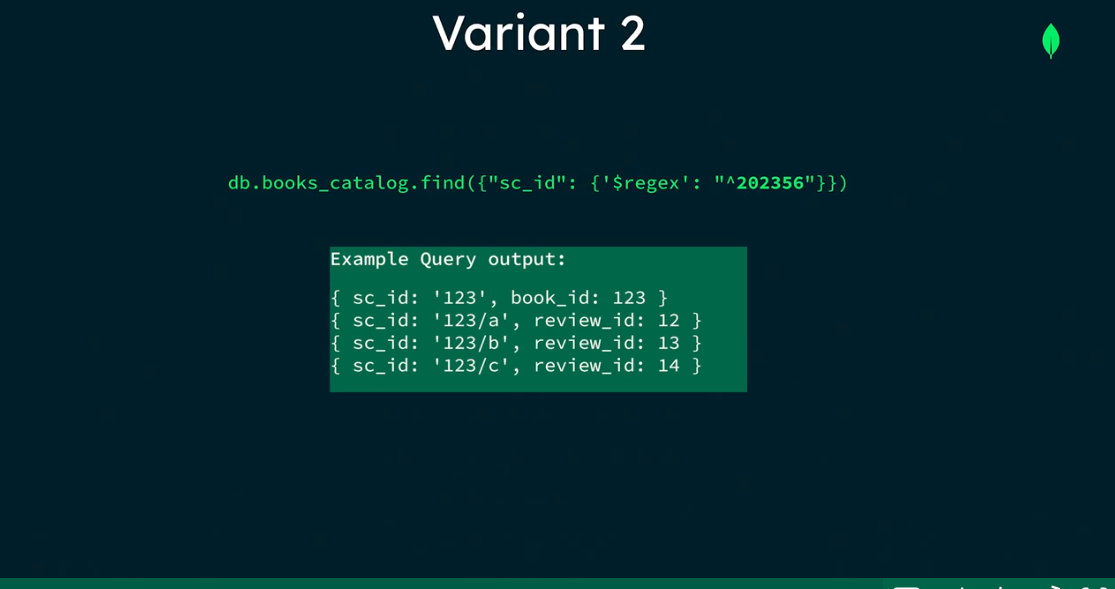 Variant 2
db.books_catalog.find({"sc_id": {'$regex': "^202356"}})
Example Query output:
{ sc_id: '123', book_id: 123 }
{ sc_id: '123/a', review_id: 12 }
{ sc_id: '123/b', review_id: 13 }
{ sc_id: '123/c', review_id: 14 }